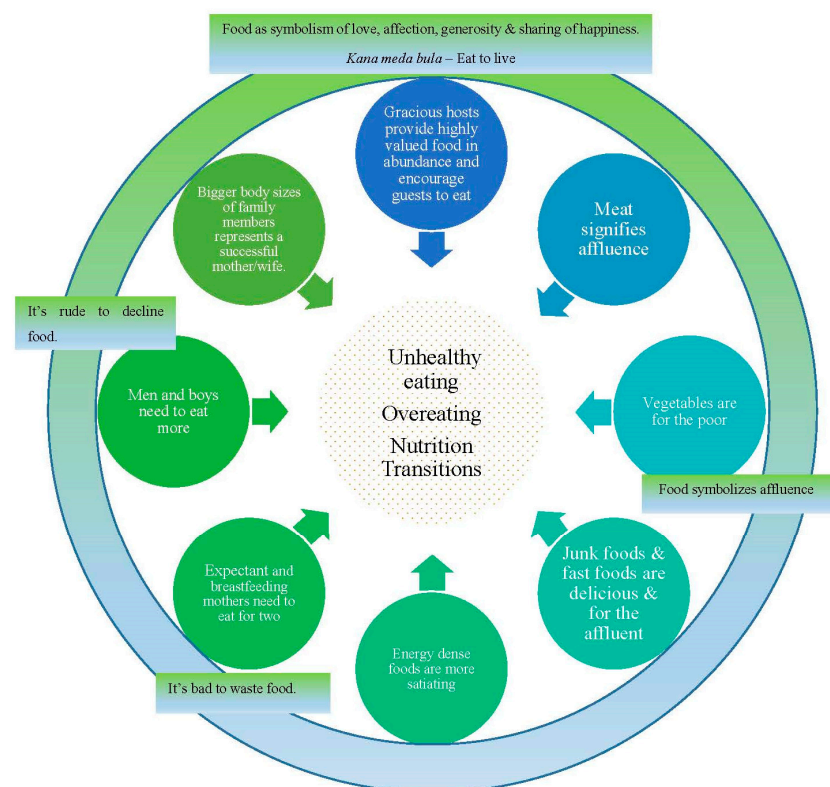 Food as symbolism of love, affection, generosity & sharing of happiness.
Kana meda bula – Eat to live
Gracious hosts
provide highly
valued food in
abundance and
encourage
guests to eat
Meat
signifies
affluence
Vegetables are
for the poor
Food symbolizes affluence
Junk foods &
fast foods are
delicious &
for the
affluent
Energy dense
foods are more
satiating
It’s bad to waste food.
Expectant and
breastfeeding
mothers need to
eat for two
Men and boys
need to eat
more
It’s rude to decline
food.
Bigger body sizes
of family
members
represents a
successful
mother/wife.
Unhealthy
eating
Overeating
Nutrition
Transitions